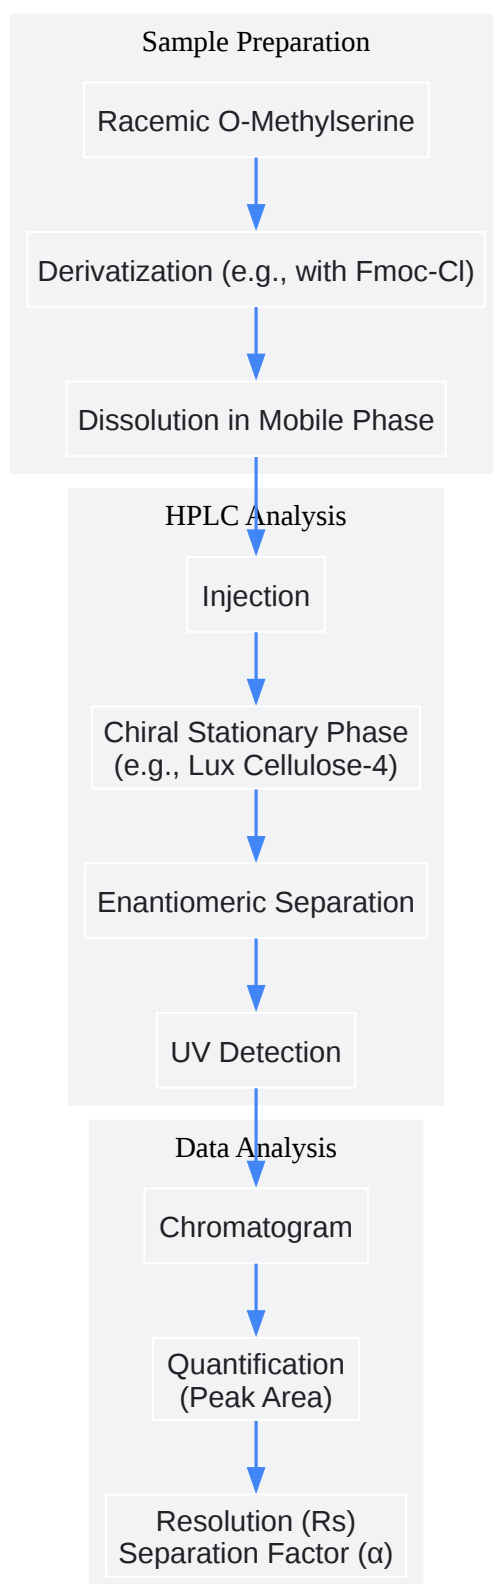 Sample Preparation
Racemic O-Methylserine
Derivatization (e.g., with Fmoc-Cl)
Dissolution in Mobile Phase
HPLC Analysis
Injection
Chiral Stationary Phase
(e.g., Lux Cellulose-4)
Enantiomeric Separation
UV Detection
Data Analysis
Chromatogram
Quantification
(Peak Area)
Resolution (Rs)
Separation Factor (α)